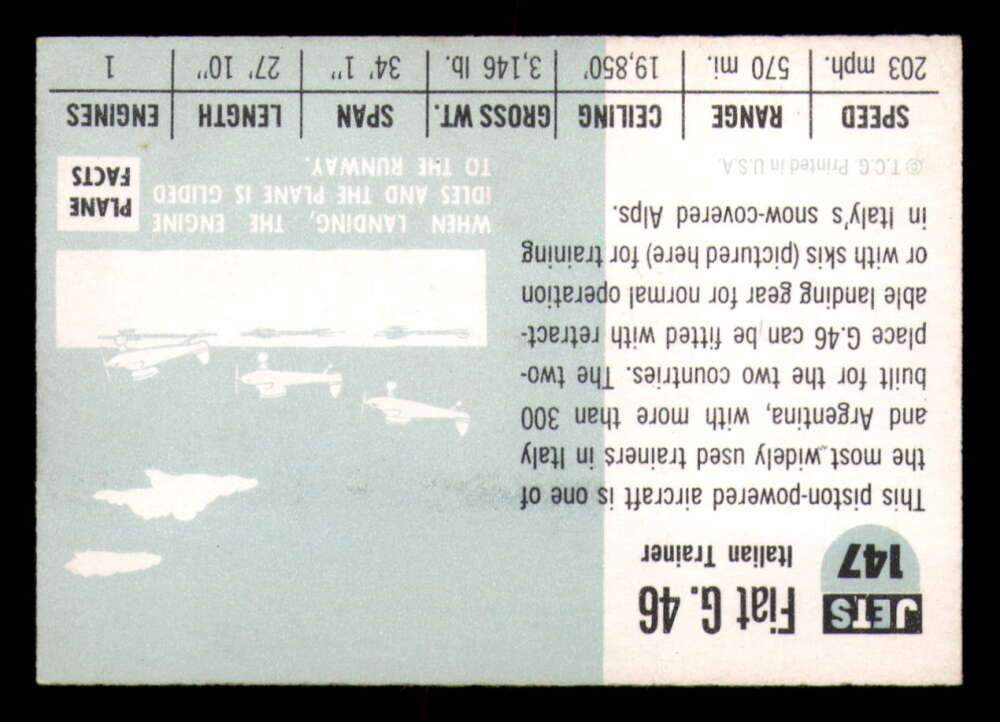 JETS
147
Fiat G.46
Italian Trainer
This piston-powered aircraft is one of
the most widely used trainers in Italy
and Argentina, with more than 300
built for the two countries. The two-
place G.46 can be fitted with retract-
able landing gear for normal operation
or with skis (pictured here) for training
in Italy's snow-covered Alps.
© T.C.G. Printed in U.S.A
PLANE
FACTS
WHEN LANDING, THE ENGINE
IDLES AND THE PLANE IS GLIDED
TO THE RUNWAY.
SPEED RANGE CEILING GROSS WT. SPAN LENGTH ENGINES
203 mph. 570 mi. 19,850' 3,146 lb. 34' 1" 27' 10" 1